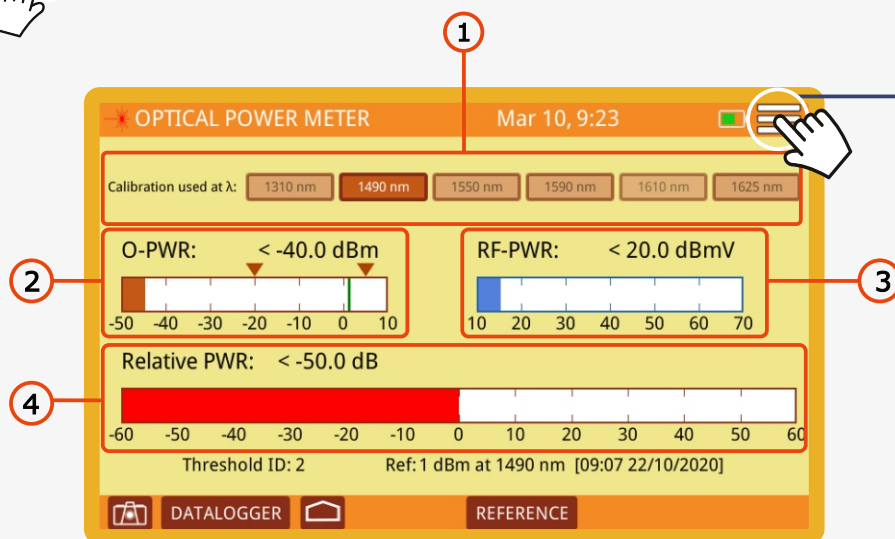 1
OPTICAL POWER METER Mar 10, 9:23
Calibration used at λ: 1310 nm 1490 nm 1550 nm 1590 nm 1610 nm 1625 nm
2
O-PWR: < -40.0 dBm
-50 -40 -30 -20 -10 0 10
RF-PWR: < 20.0 dBmV
10 20 30 40 50 60 70
3
4
Relative PWR: < -50.0 dB
-60 -50 -40 -30 -20 -10 0 10 20 30 40 50 60
Threshold ID: 2 Ref: 1 dBm at 1490 nm [09:07 22/10/2020]
DATALOGGER REFERENCE